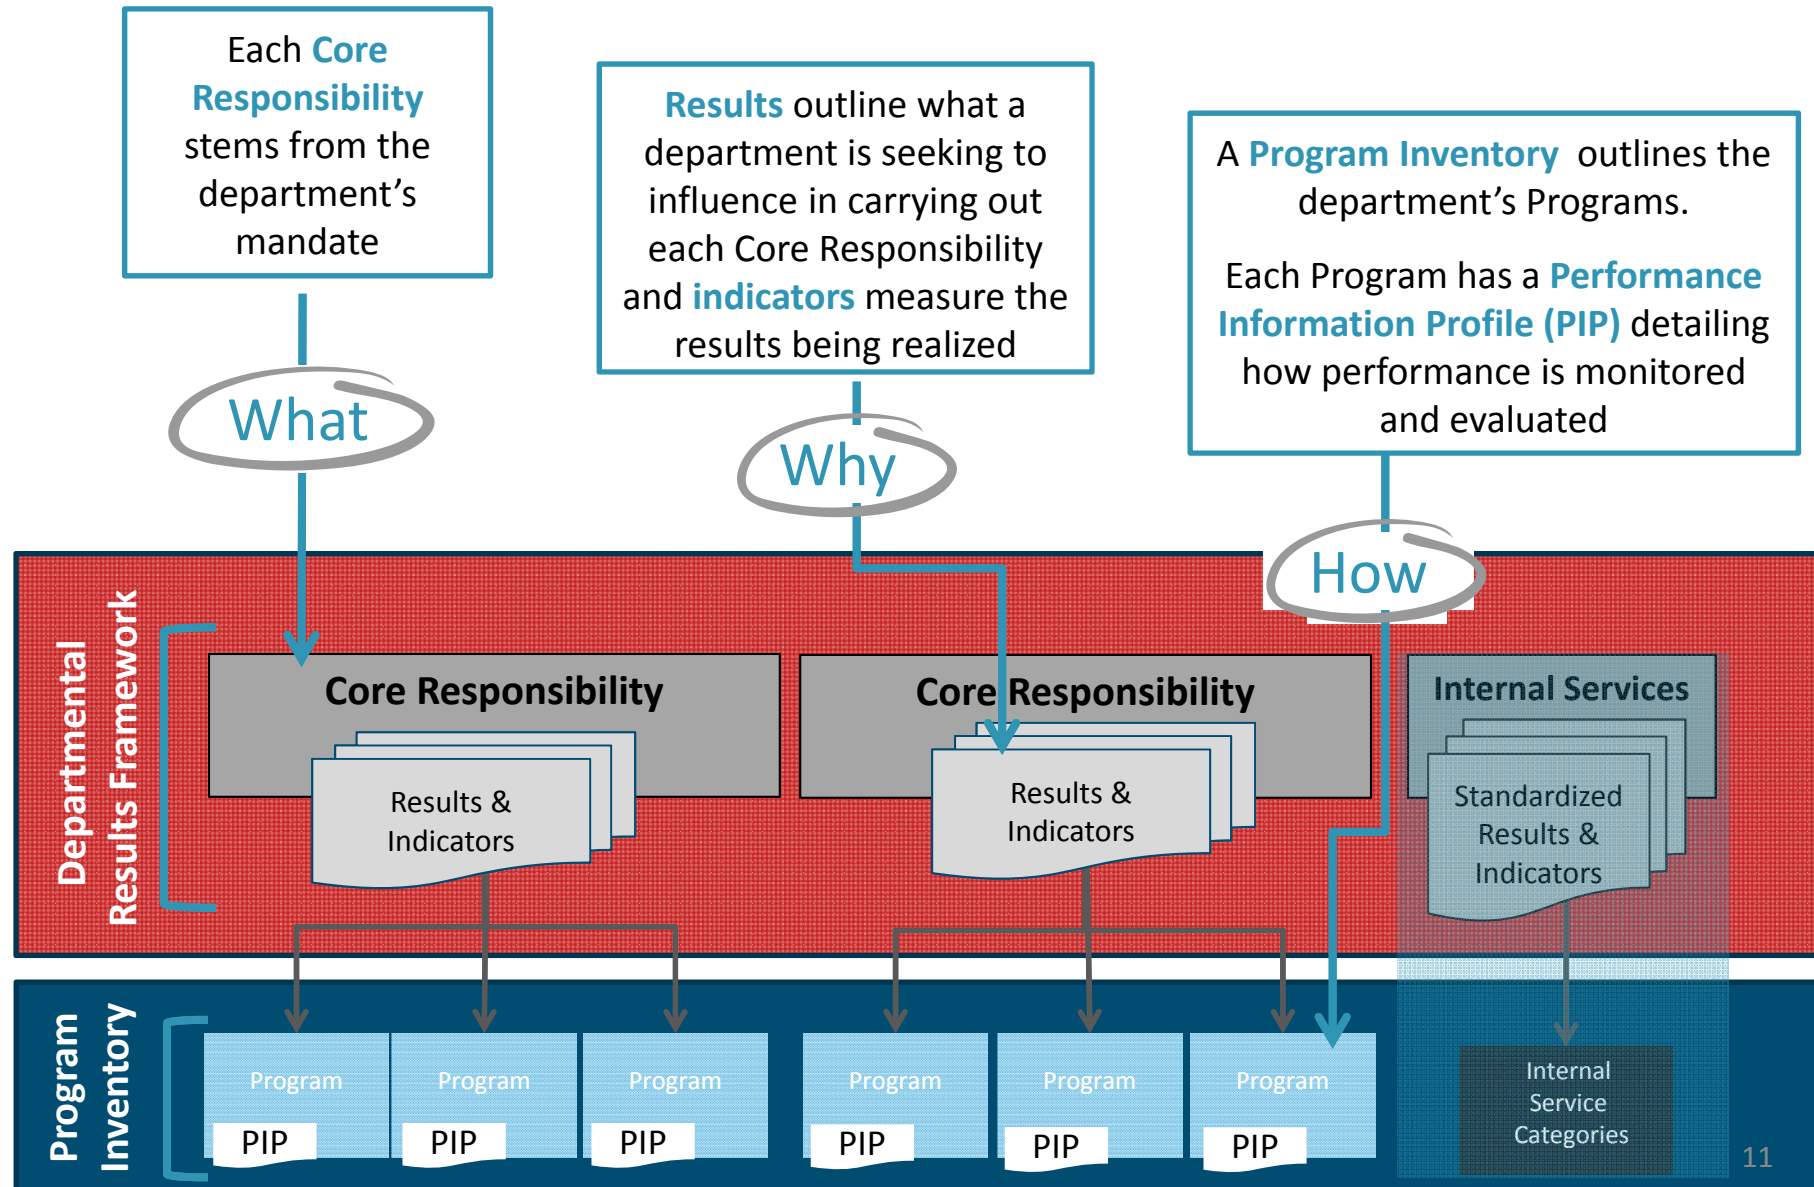 Each Core
Responsibility
stems from the
department’s
mandate
Results outline what a
department is seeking to
influence in carrying out
each Core Responsibility
and indicators measure the
results being realized
A Program Inventory outlines the
department’s Programs.
Each Program has a Performance
Information Profile (PIP) detailing
how performance is monitored
and evaluated
What
Why
How
Departmental
Results Framework
Core Responsibility
Results &
Indicators
Core Responsibility
Results &
Indicators
Internal Services
Standardized
Results &
Indicators
Program
Inventory
Program
PIP
Program
PIP
Program
PIP
Program
PIP
Program
PIP
Program
PIP
Internal
Service
Categories
11